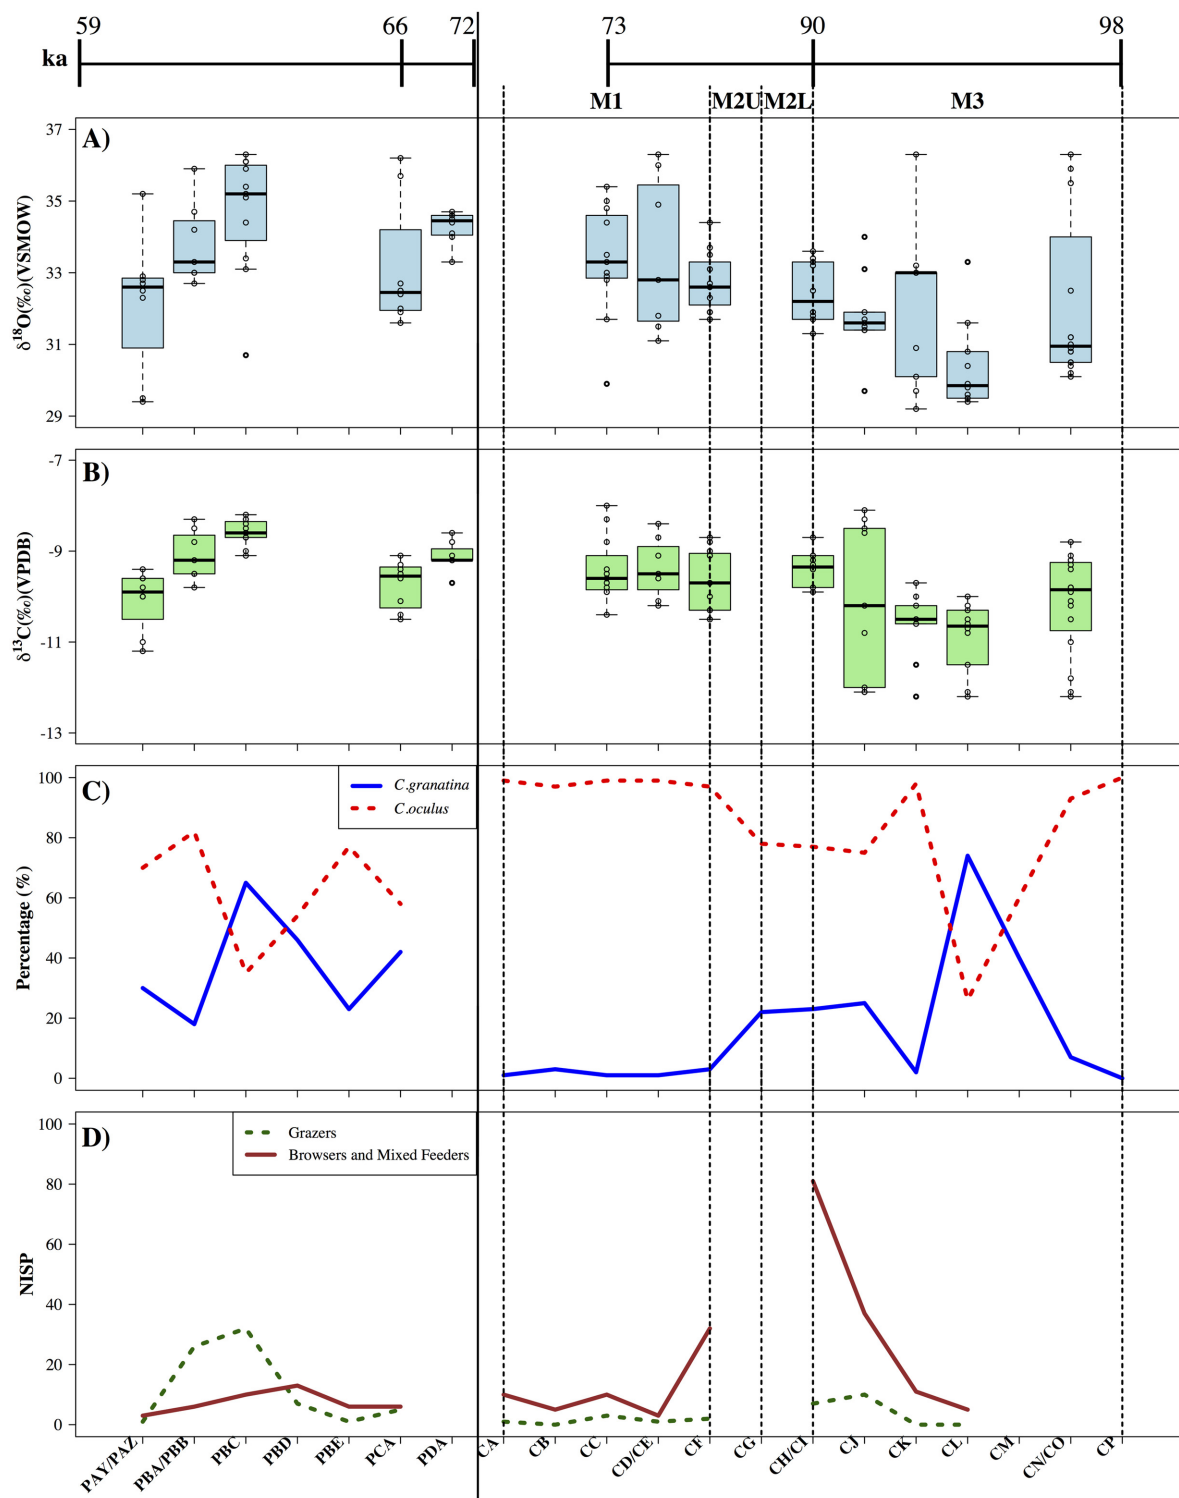 59 66 72 73 90 98
ka
M1 M2U M2L M3
A)
37
35
33
31
29
δ18O(‰)(VSMOW)
B)
-7
-9
-11
-13
δ13C(‰)(VPDB)
C)
C.granatina
C.oculus
100
80
60
40
20
0
Percentage (%)
D)
Grazers
Browsers and Mixed Feeders
100
80
60
40
20
0
NISP
PAY/PAZ PBA/PBB PBC PBD PBE PCA PDA CA CB CC CD/CE CF CG CH/CI CJ CK CL CM CN/CO CP